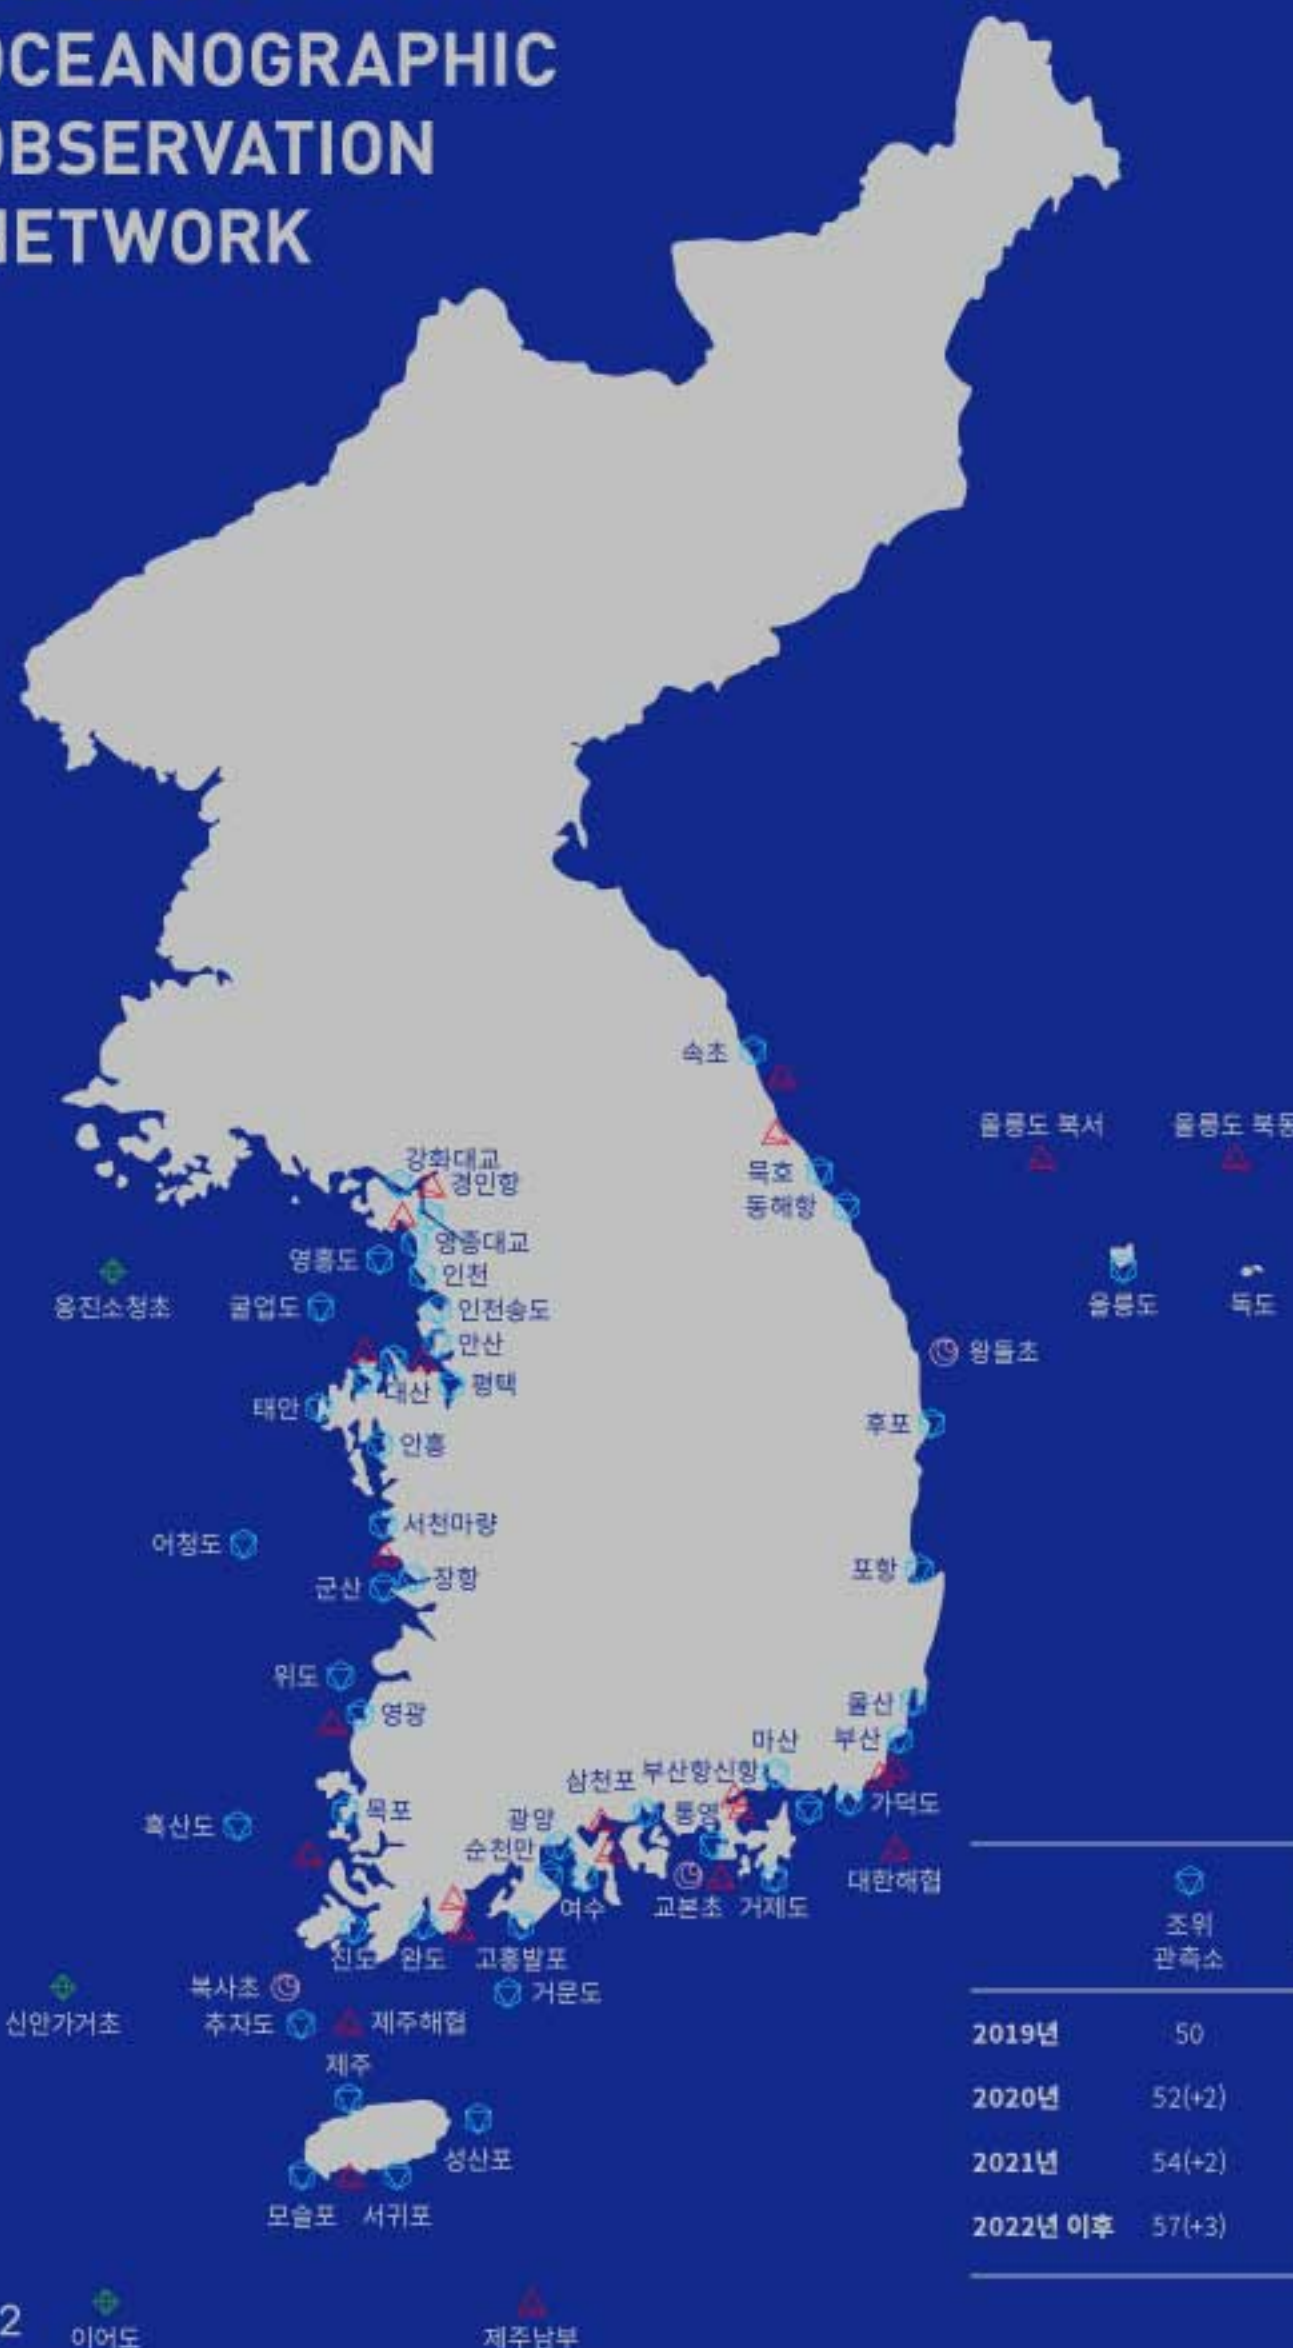 OCEANOGRAPHIC
OBSERVATION
NETWORK
속초
울릉도 북서
울릉도 북동
강화대교
경인항
묵호
동해항
영종대교
영흥도
인천
옹진소청초
굴업도
인천송도
울릉도
독도
안산
왕돌초
대산
평택
태안
후포
안흥
서천마량
어청도
포항
군산
장항
위도
영광
울산
부산
마산
부산항신항
삼천포
가덕도
목포
통영
광양
흑산도
순천만
대한해협
여수
교본초
거제도
조위
관측소
진도
완도
고흥발포
복사초
거문도
신안가거초
추자도
제주해협
2019년 50
제주
2020년 52(+2)
성산포
2021년 54(+2)
모슬포
서귀포
2022년 이후 57(+3)
2
이어도
제주남부